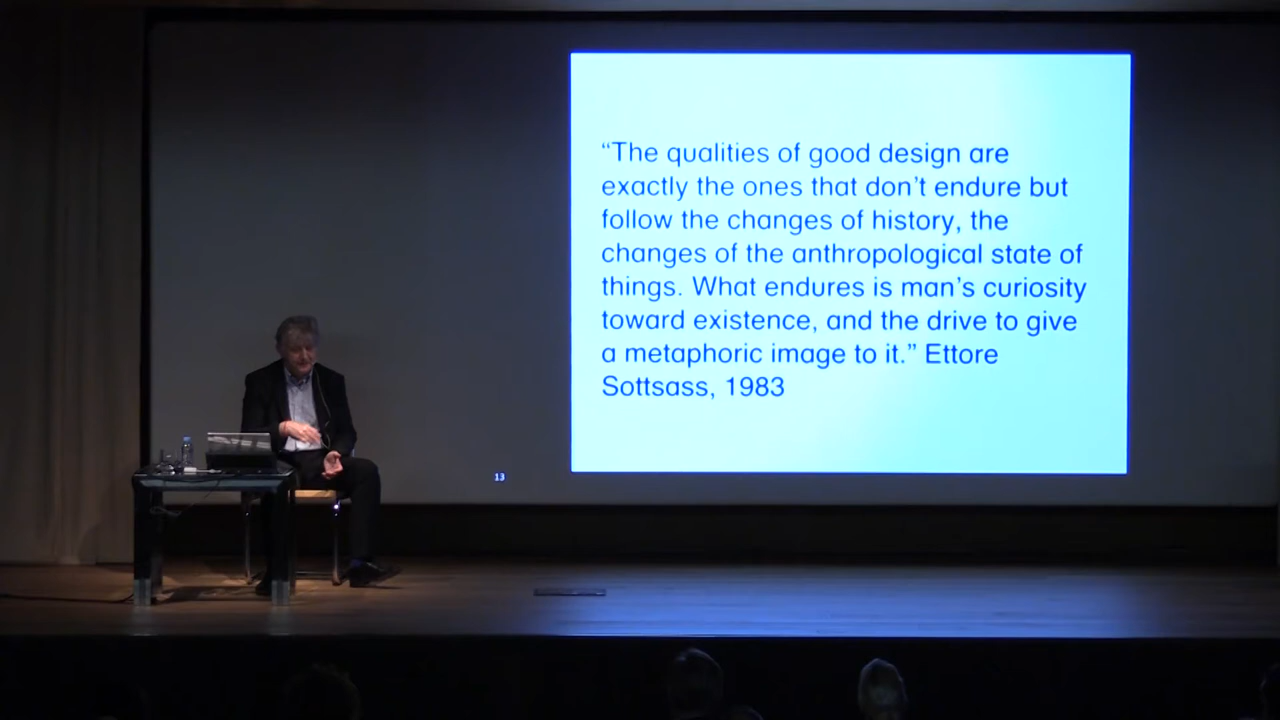 “The qualities of good design are
exactly the ones that don’t endure but
follow the changes of history, the
changes of the anthropological state of
things. What endures is man’s curiosity
toward existence, and the drive to give
a metaphoric image to it.” Ettore
Sottsass, 1983
13